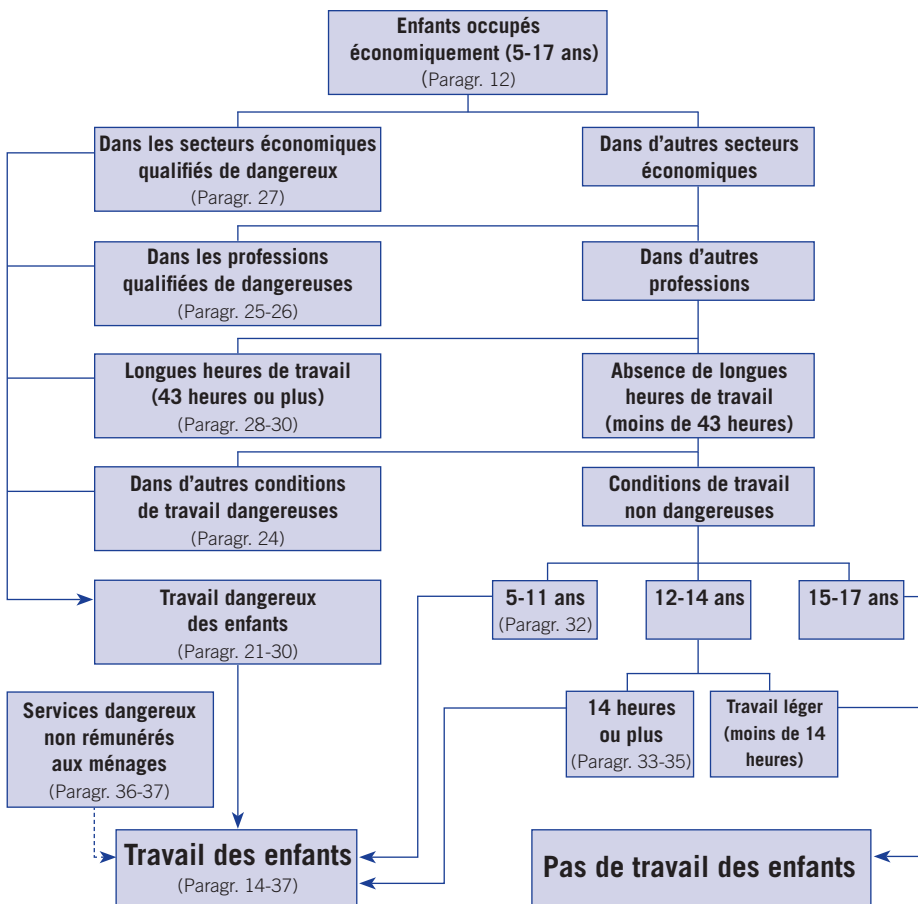 Enfants occupés
économiquement (5-17 ans)
(Paragr. 12)
Dans les secteurs économiques
qualifiés de dangereux
(Paragr. 27)
Dans d'autres secteurs
économiques
Dans les professions
qualifiées de dangereuses
(Paragr. 25-26)
Dans d'autres
professions
Longues heures de travail
(43 heures ou plus)
(Paragr. 28-30)
Absence de longues
heures de travail
(moins de 43 heures)
Dans d'autres conditions
de travail dangereuses
(Paragr. 24)
Conditions de travail
non dangereuses
Travail dangereux
des enfants
(Paragr. 21-30)
5-11 ans
(Paragr. 32)
12-14 ans
15-17 ans
Services dangereux
non rémunérés
aux ménages
(Paragr. 36-37)
14 heures
ou plus
(Paragr. 33-35)
Travail léger
(moins de 14
heures)
Travail des enfants
(Paragr. 14-37)
Pas de travail des enfants